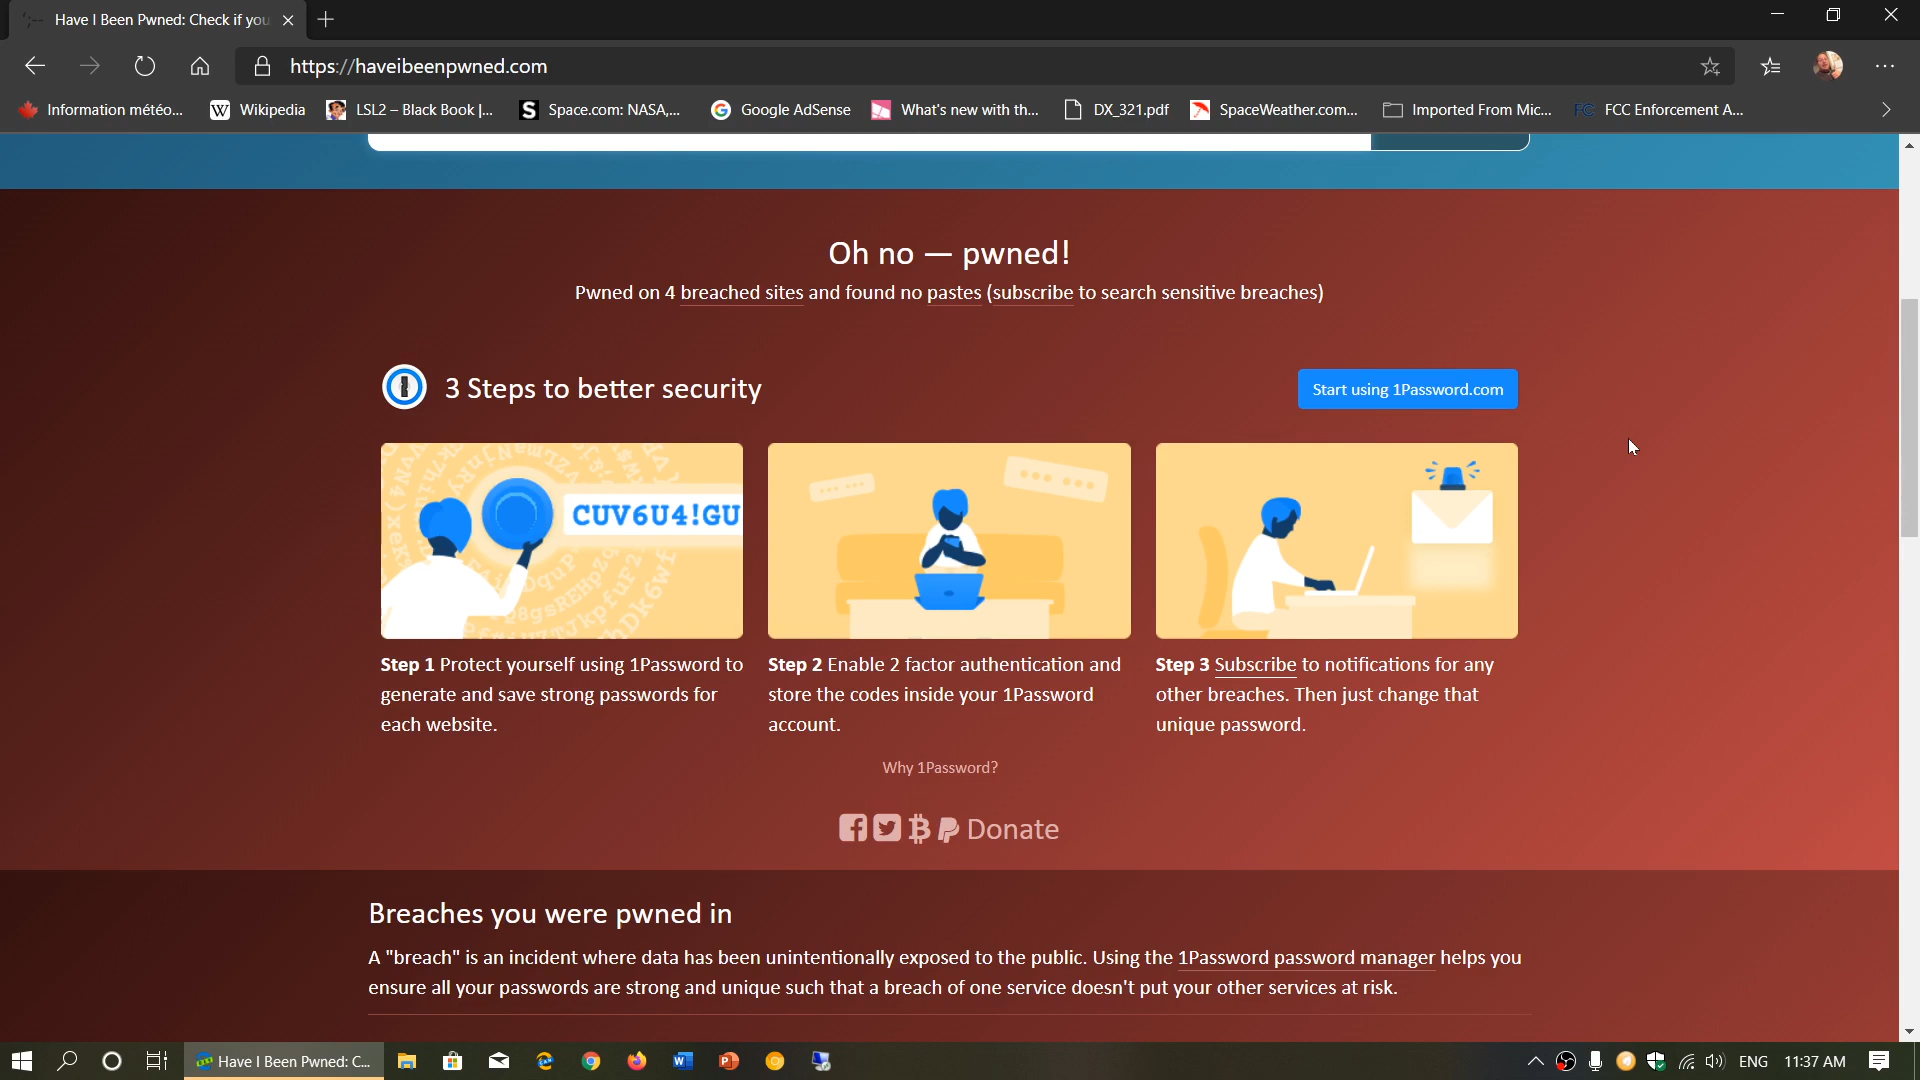 Have I Been Pwned: Check if you
https://haveibeenpwned.com
Information météo... Wikipedia LSL2 – Black Book |... Space.com: NASA,... Google AdSense What's new with th... DX_321.pdf SpaceWeather.com... Imported From Mic... FCC Enforcement A...
Oh no — pwned!
Pwned on 4 breached sites and found no pastes (subscribe to search sensitive breaches)
3 Steps to better security
Start using 1Password.com
CUV6U4!GU
Step 1 Protect yourself using 1Password to
generate and save strong passwords for
each website.
Step 2 Enable 2 factor authentication and
store the codes inside your 1Password
account.
Step 3 Subscribe to notifications for any
other breaches. Then just change that
unique password.
Why 1Password?
Donate
Breaches you were pwned in
A "breach" is an incident where data has been unintentionally exposed to the public. Using the 1Password password manager helps you
ensure all your passwords are strong and unique such that a breach of one service doesn't put your other services at risk.
Have I Been Pwned: C...
ENG 11:37 AM